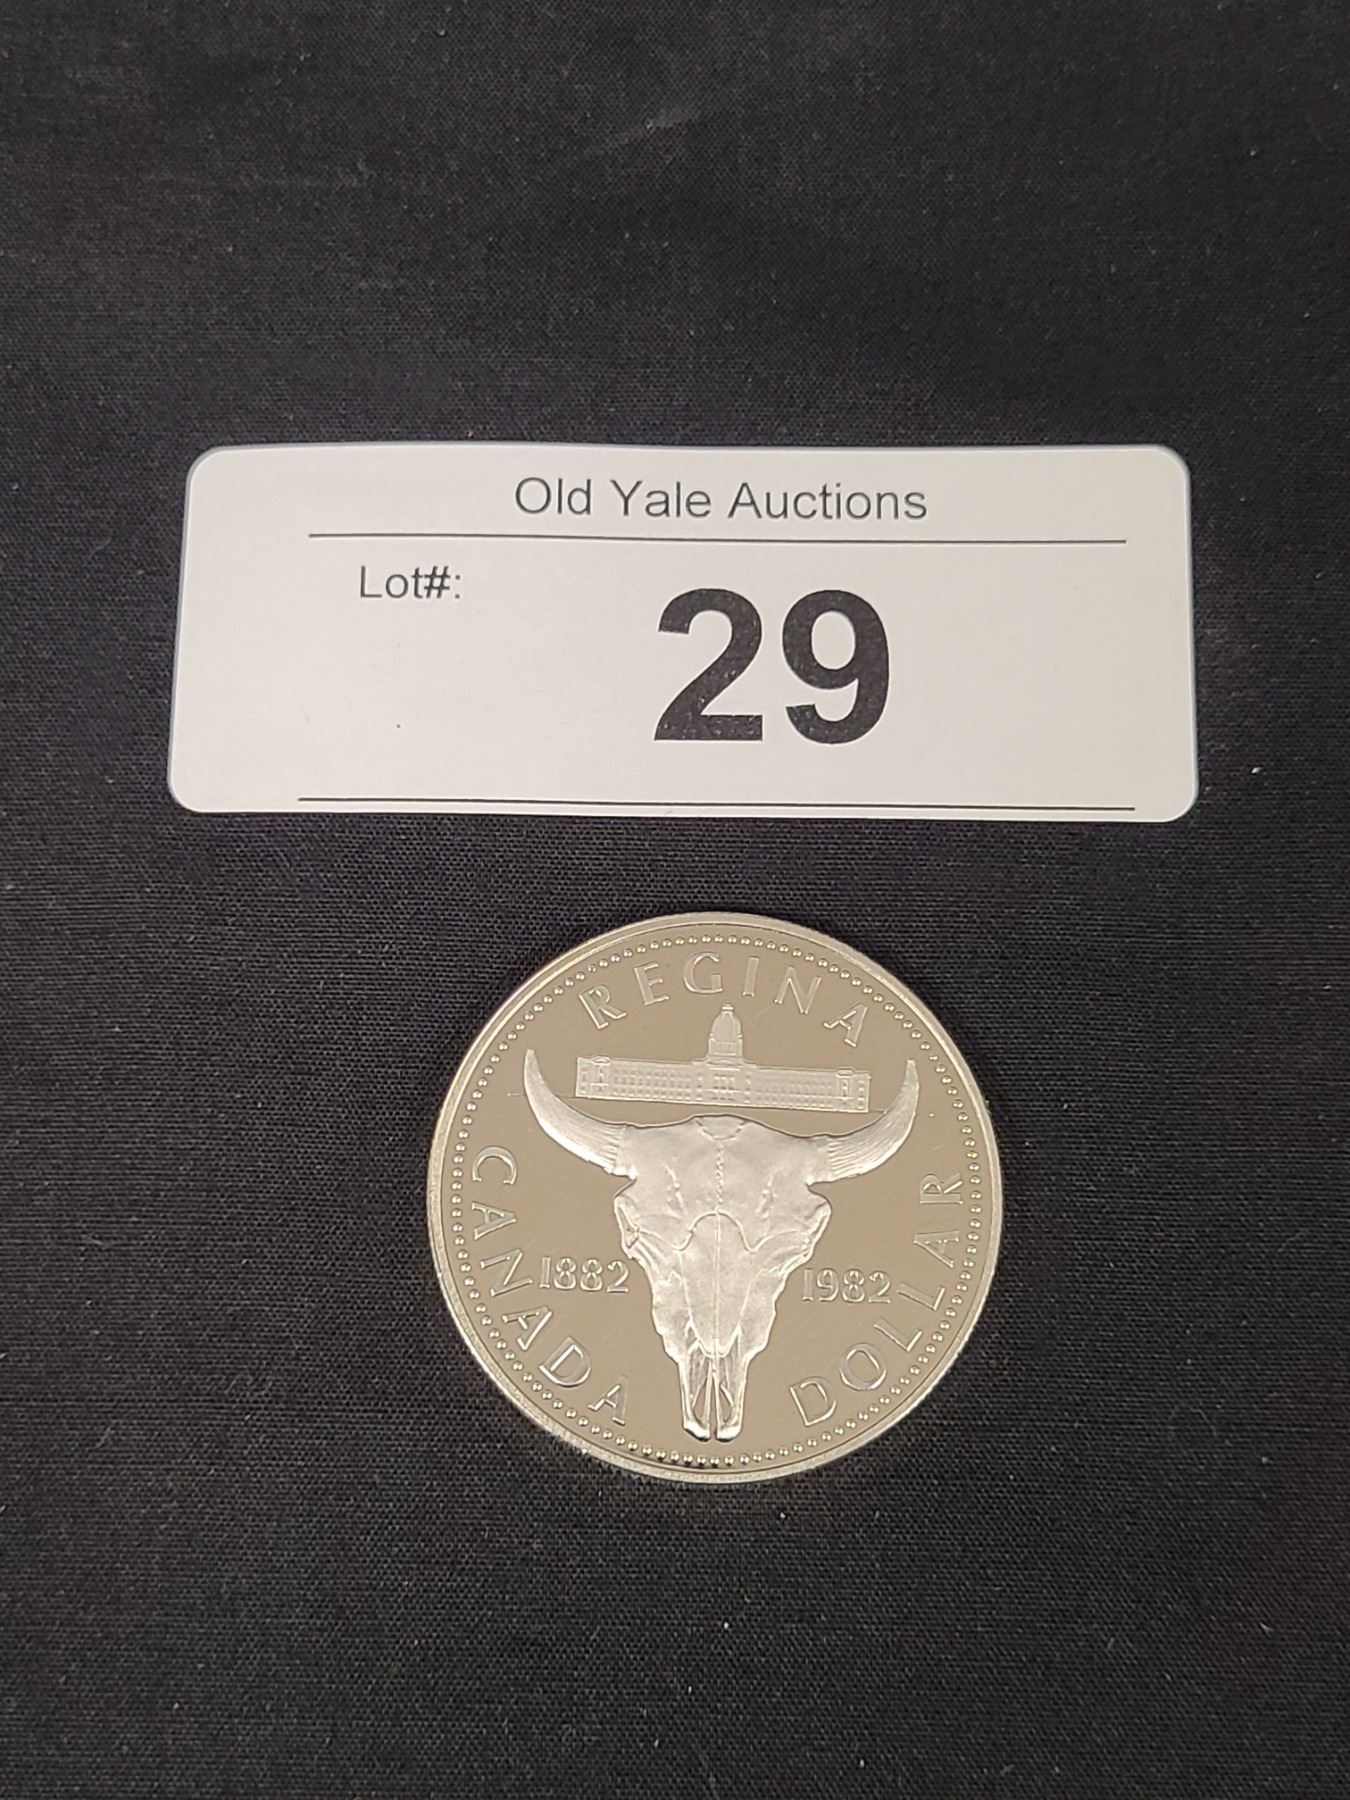 Old Yale Auctions
Lot#:
29
REGINA
1882 1982
CANADA DOLLAR